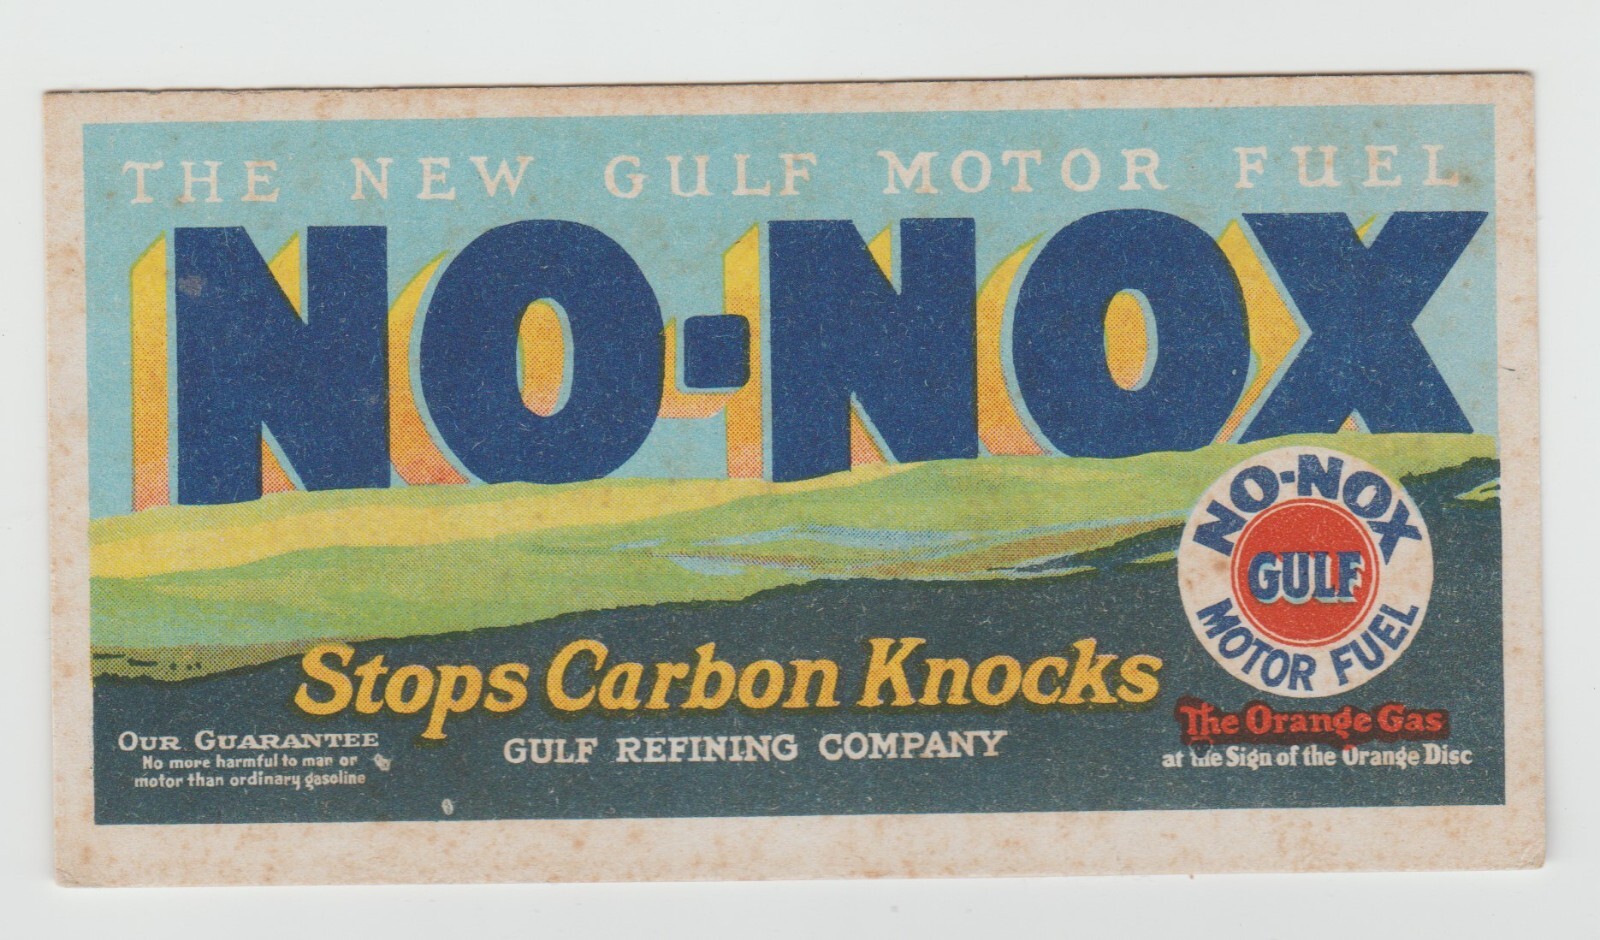 THE NEW GULF MOTOR FUEL
NO-NOX
NO-NOX
GULF
MOTOR FUEL
Stops Carbon Knocks
The Orange Gas
at the Sign of the Orange Disc
OUR GUARANTEE
No more harmful to man or
motor than ordinary gasoline
GULF REFINING COMPANY